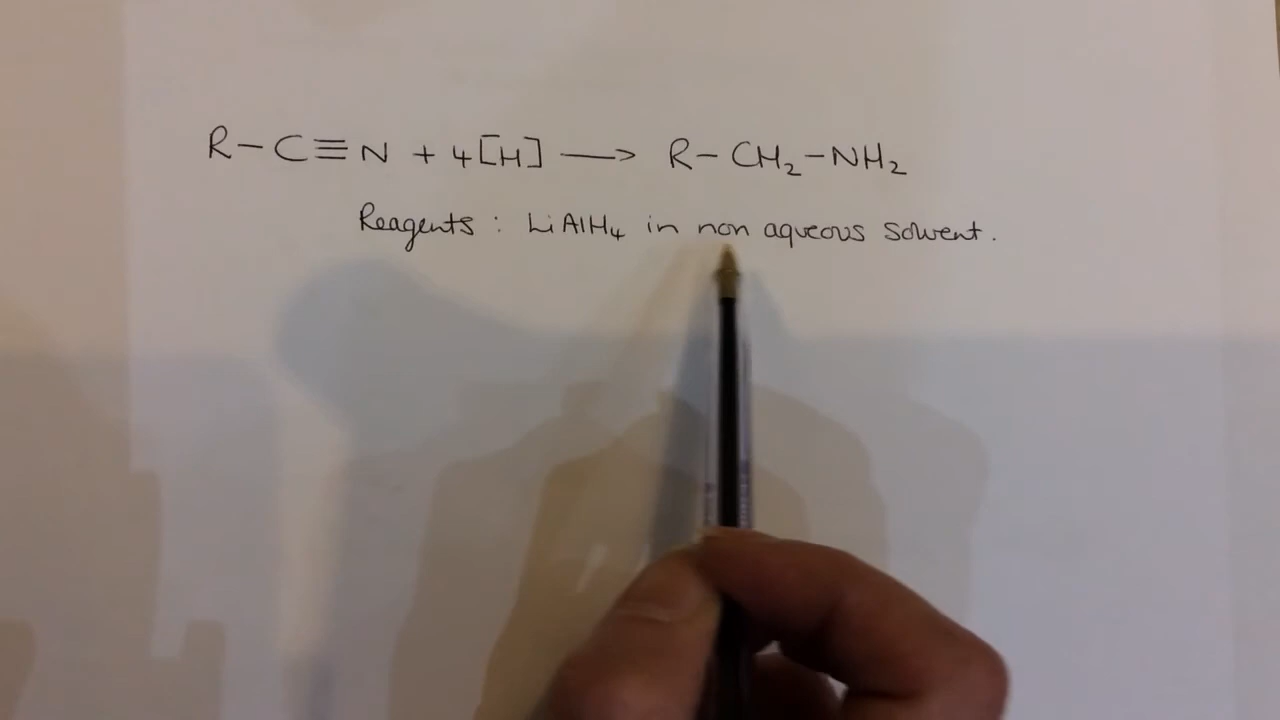 R-C≡N + 4[H] ⟶ R-CH₂-NH₂
Reagents : LiAlH₄ in non aqueous solvent.